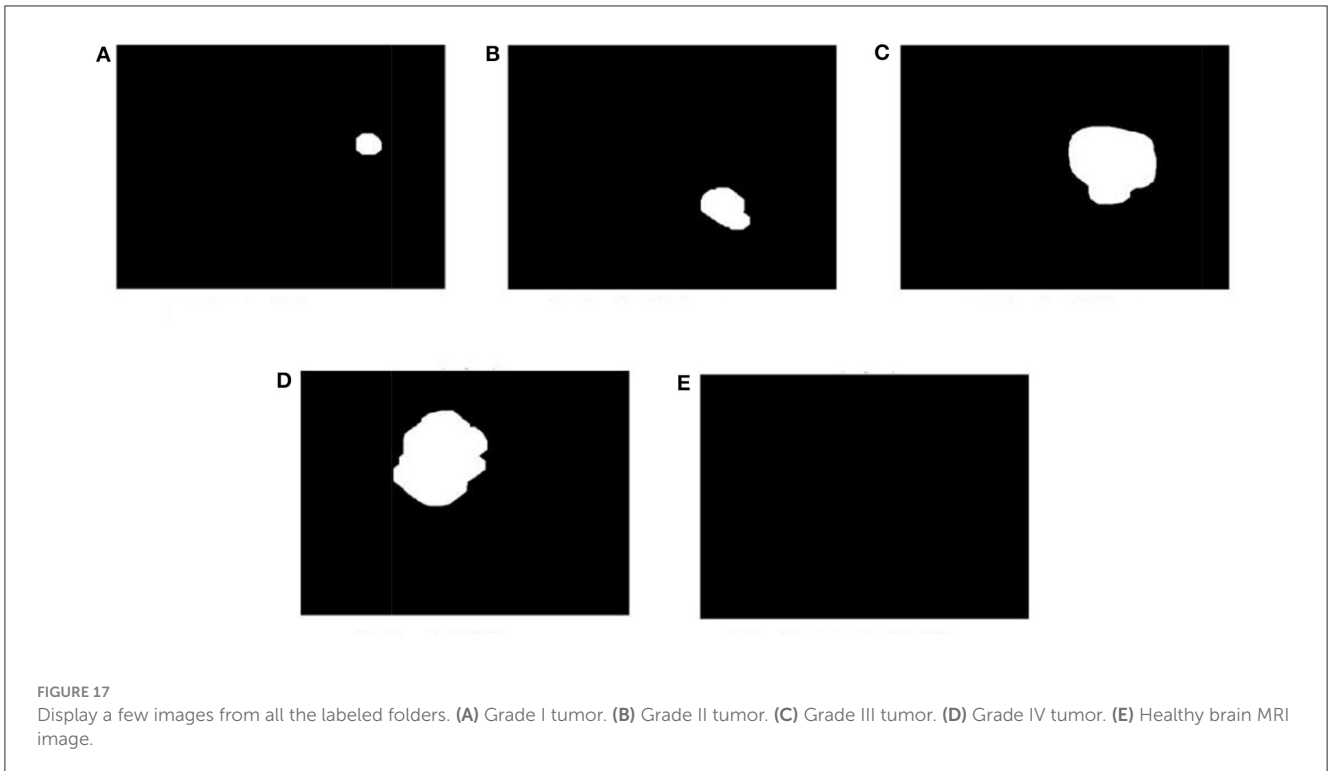 A
B
C
D
E
FIGURE 17
Display a few images from all the labeled folders. (A) Grade I tumor. (B) Grade II tumor. (C) Grade III tumor. (D) Grade IV tumor. (E) Healthy brain MRI
image.